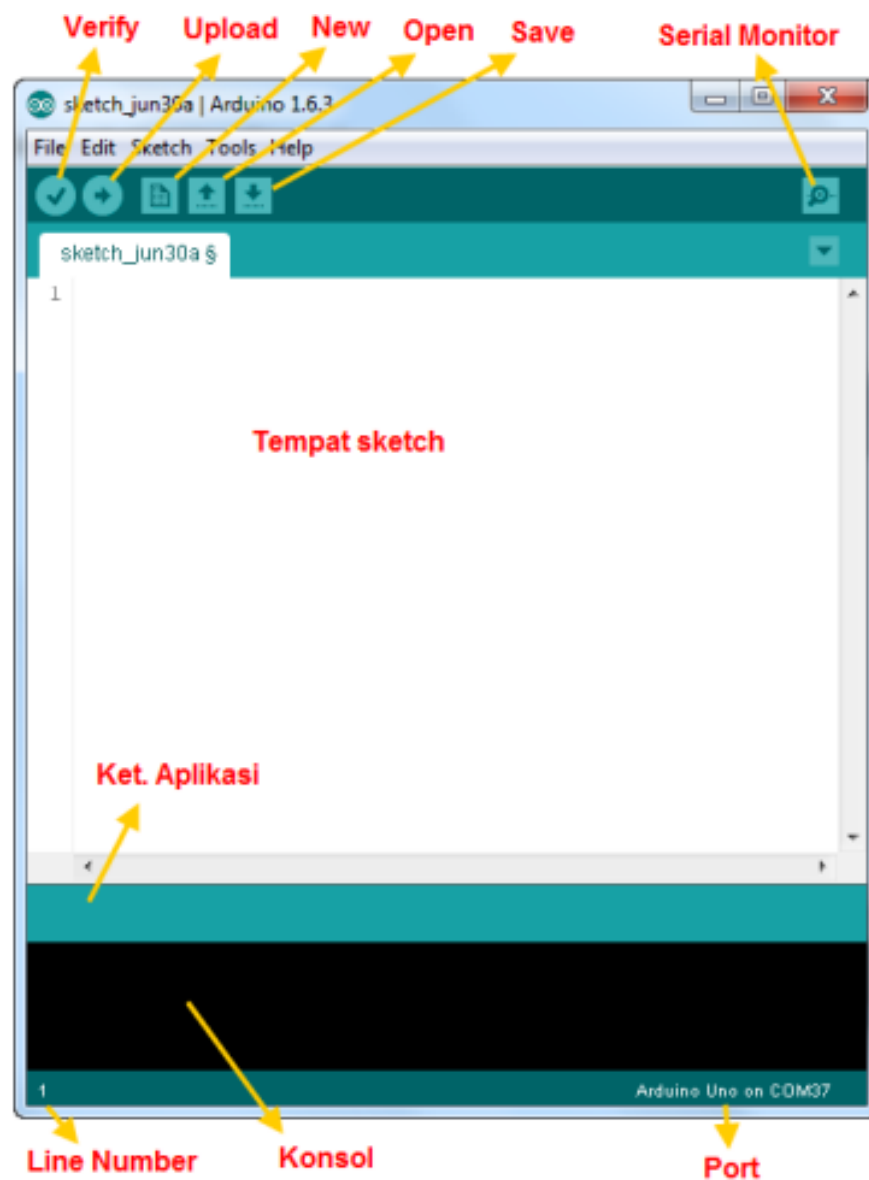 Verify Upload New Open Save Serial Monitor
sketch_jun30a | Arduino 1.6.3
File Edit Sketch Tools Help
sketch_jun30a §
1
Tempat sketch
Ket. Aplikasi
1 Arduino Uno on COM37
Line Number Konsol Port